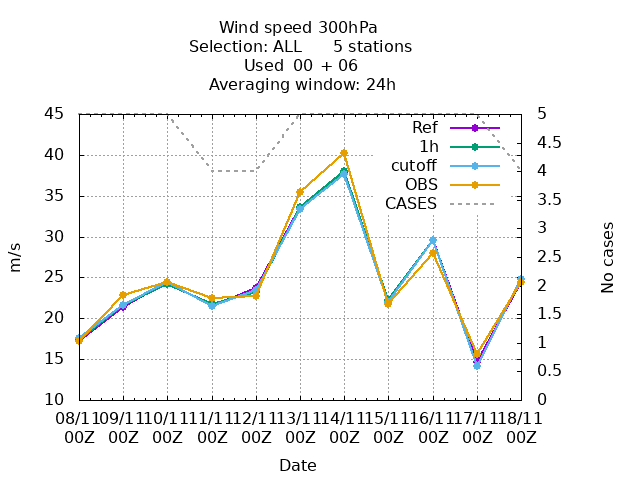 Wind speed 300hPa
Selection: ALL      5 stations
Used  00 + 06
Averaging window: 24h
Ref
1h
cutoff
OBS
CASES
45
40
35
30
25
20
15
10
m/s
5
4.5
4
3.5
3
2.5
2
1.5
1
0.5
0
No cases
08/11 09/11 10/11 11/11 12/11 13/11 14/11 15/11 16/11 17/11 18/11
00Z 00Z 00Z 00Z 00Z 00Z 00Z 00Z 00Z 00Z 00Z
Date